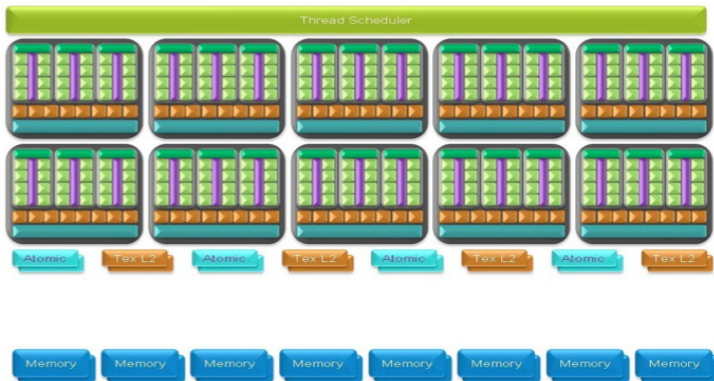 Thread Scheduler
Atomic Tex L2 Atomic Tex L2 Atomic Tex L2 Atomic Tex L2
Memory Memory Memory Memory Memory Memory Memory Memory